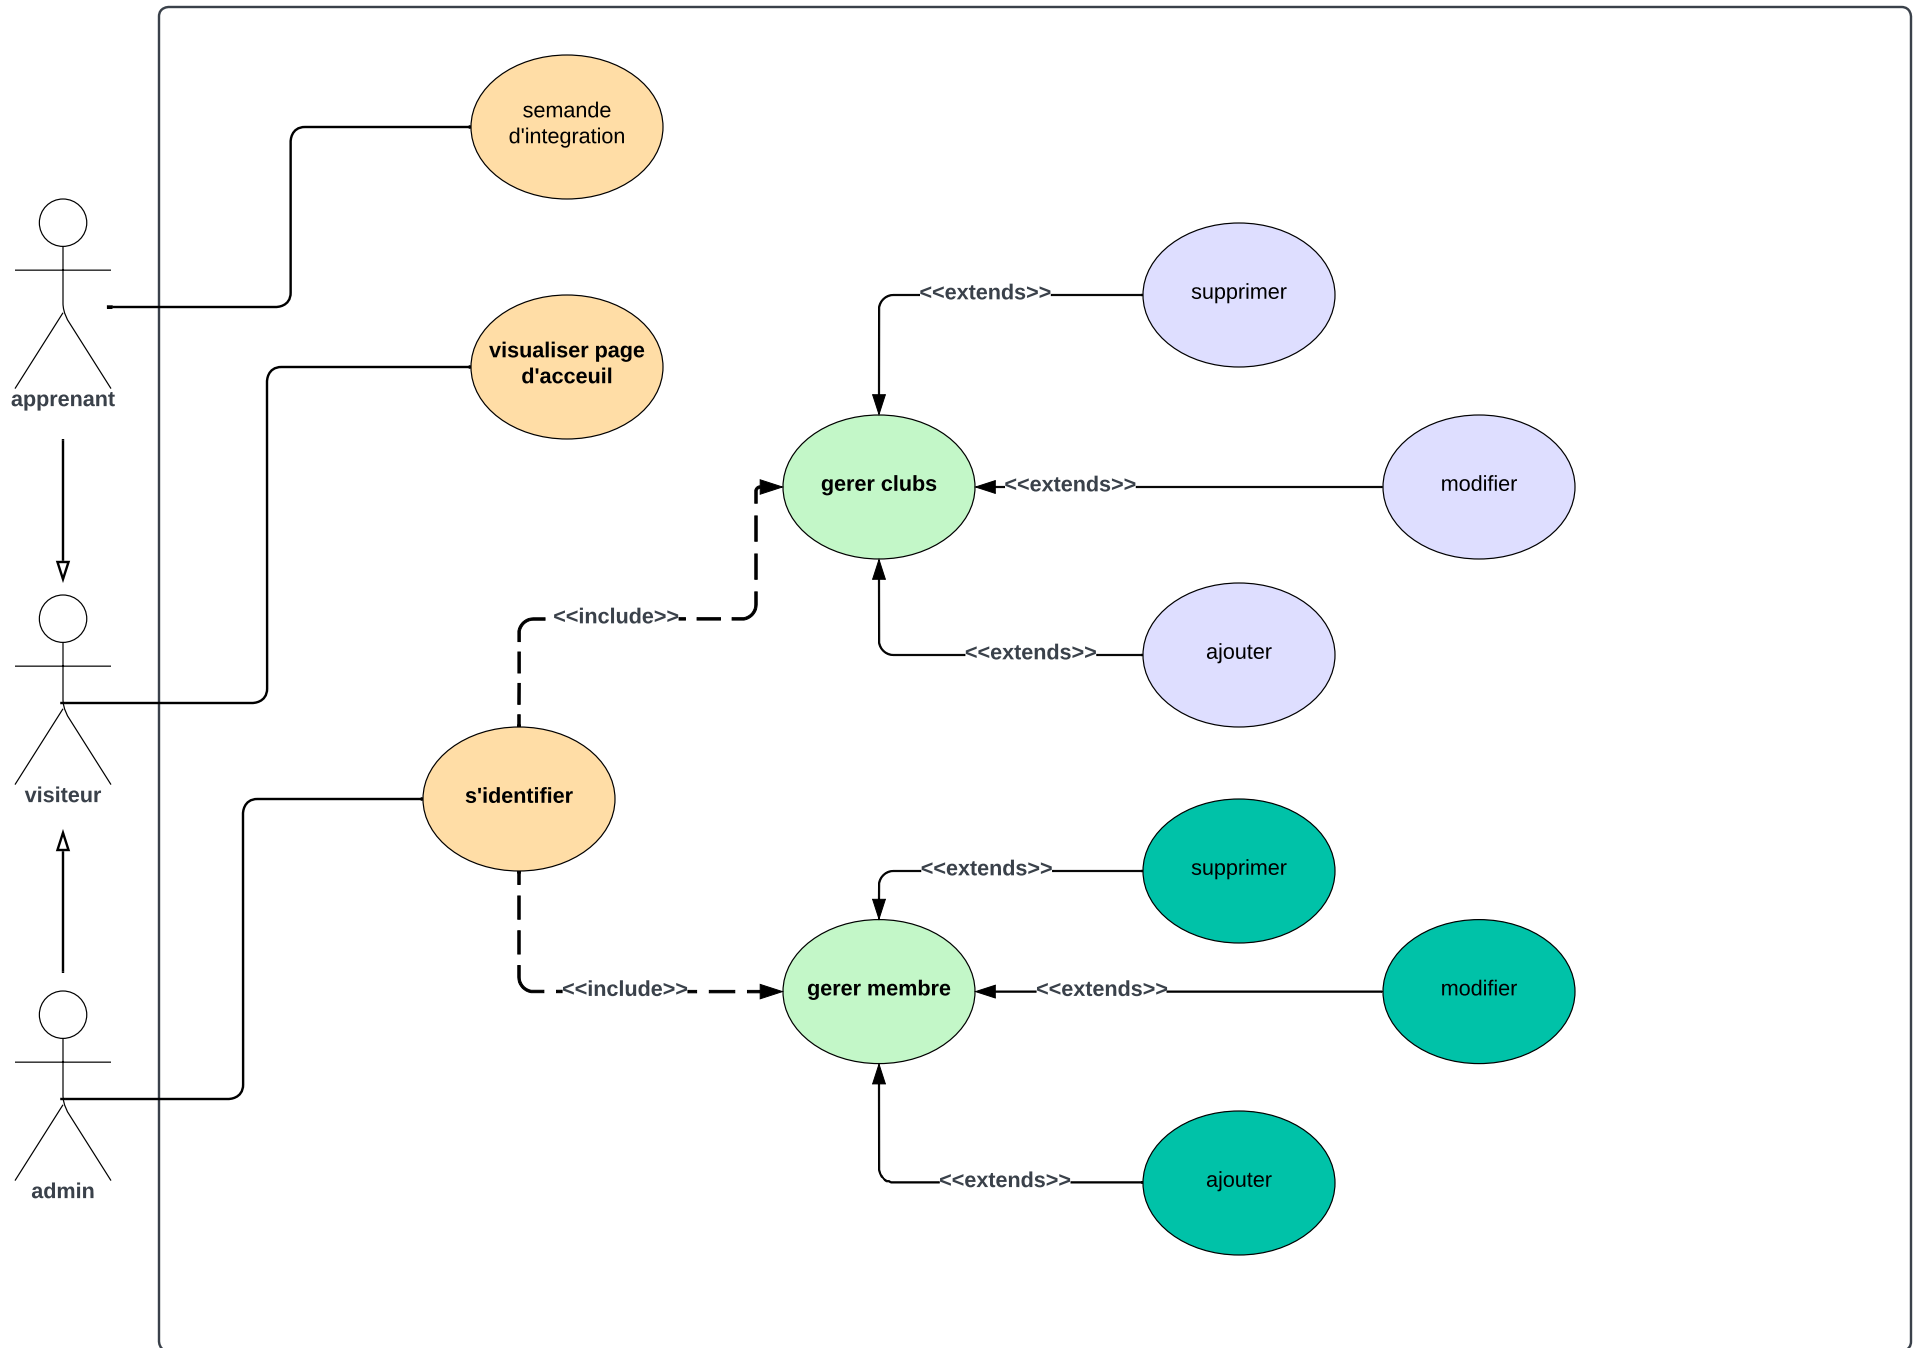 semande
d'integration
apprenant
visualiser page
d'acceuil
<<extends>>
supprimer
gerer clubs
<<extends>>
modifier
<<include>>
<<extends>>
ajouter
visiteur
s'identifier
<<extends>>
supprimer
<<include>>
gerer membre
<<extends>>
modifier
admin
<<extends>>
ajouter